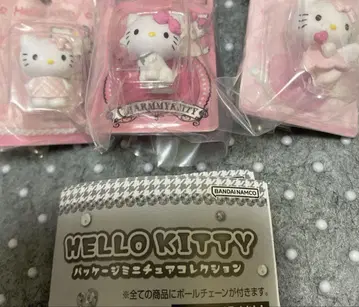 CHARMMYKITTY
BANDAI NAMCO
HELLO KITTY
パッケージミニチュアコレクション
※全ての商品にボールチェーンが付きます。